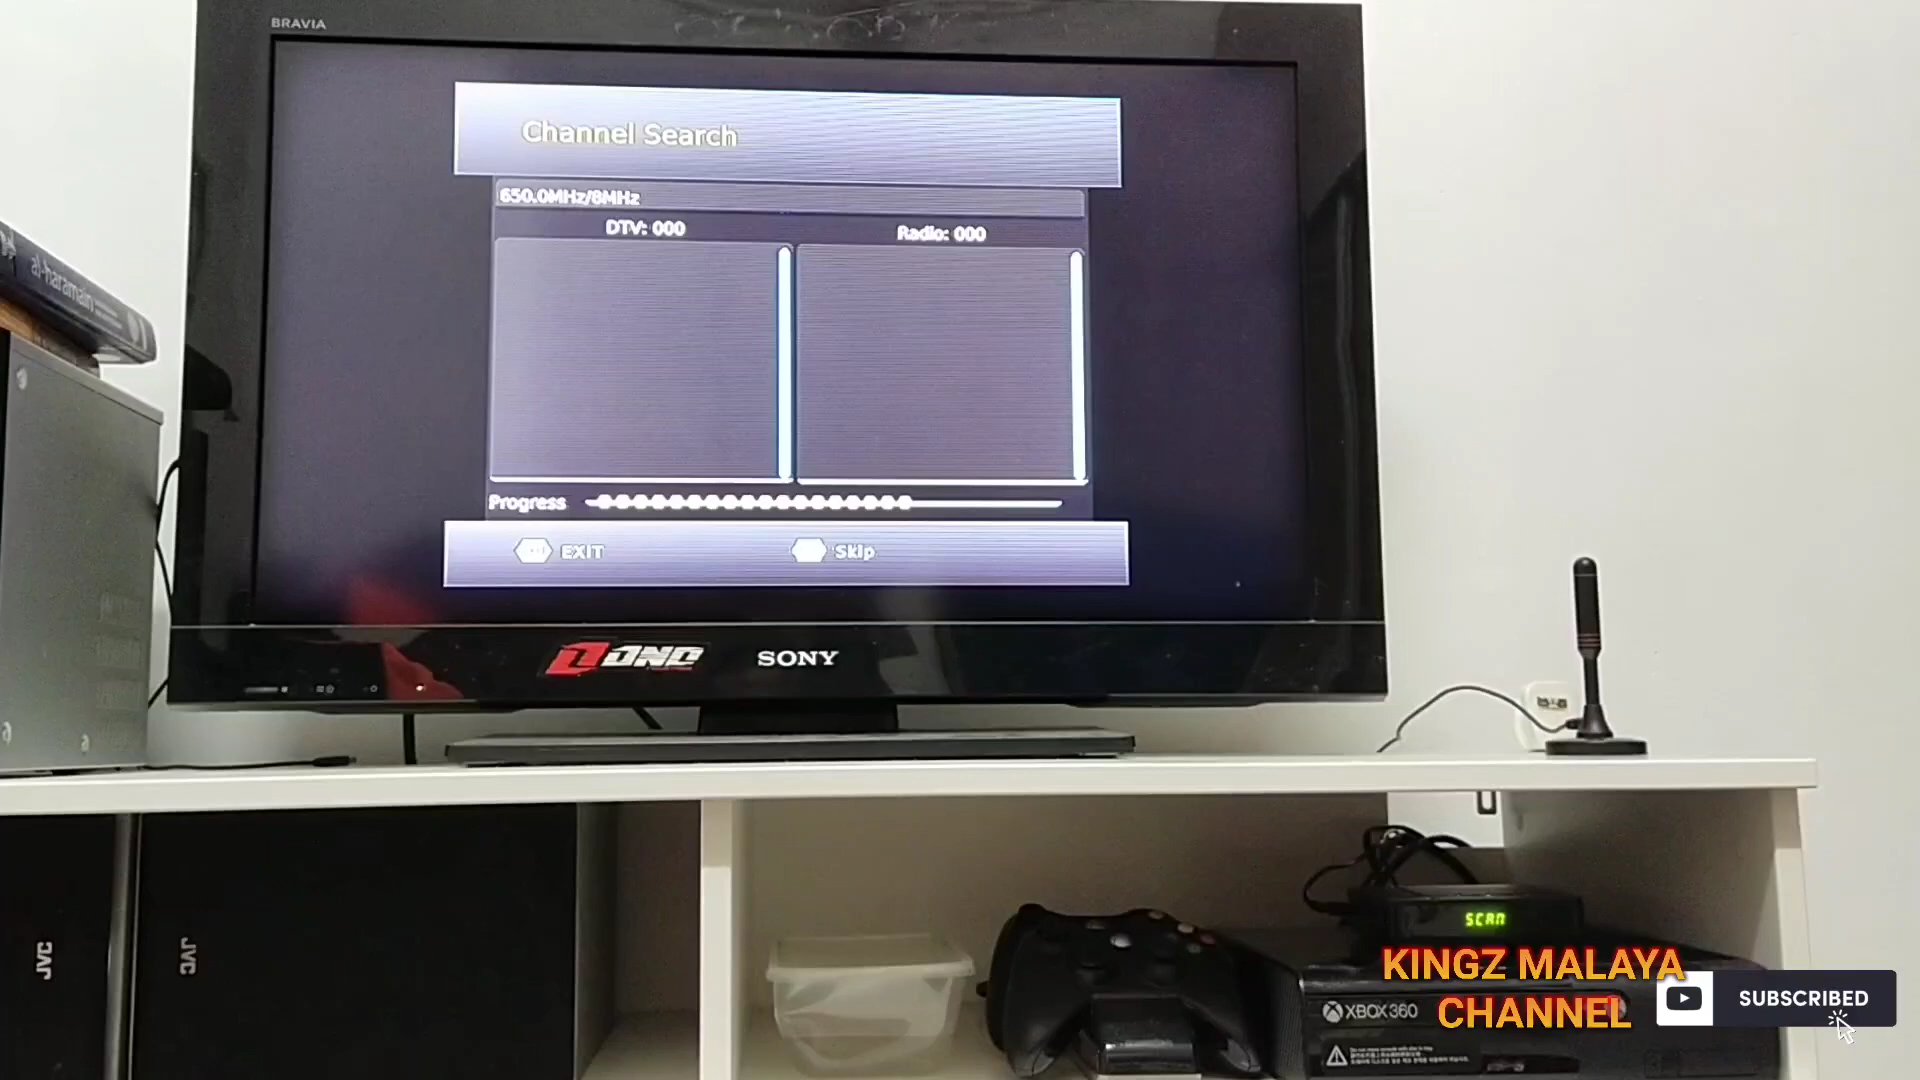 BRAVIA
Channel Search
650.0MHz/8MHz
DTV: 000
Radio: 000
Progress
EXIT
Skip
SONY
al-haramain
SCAN
JVC
JVC
XBOX 360
KINGZ MALAYA
CHANNEL
SUBSCRIBED